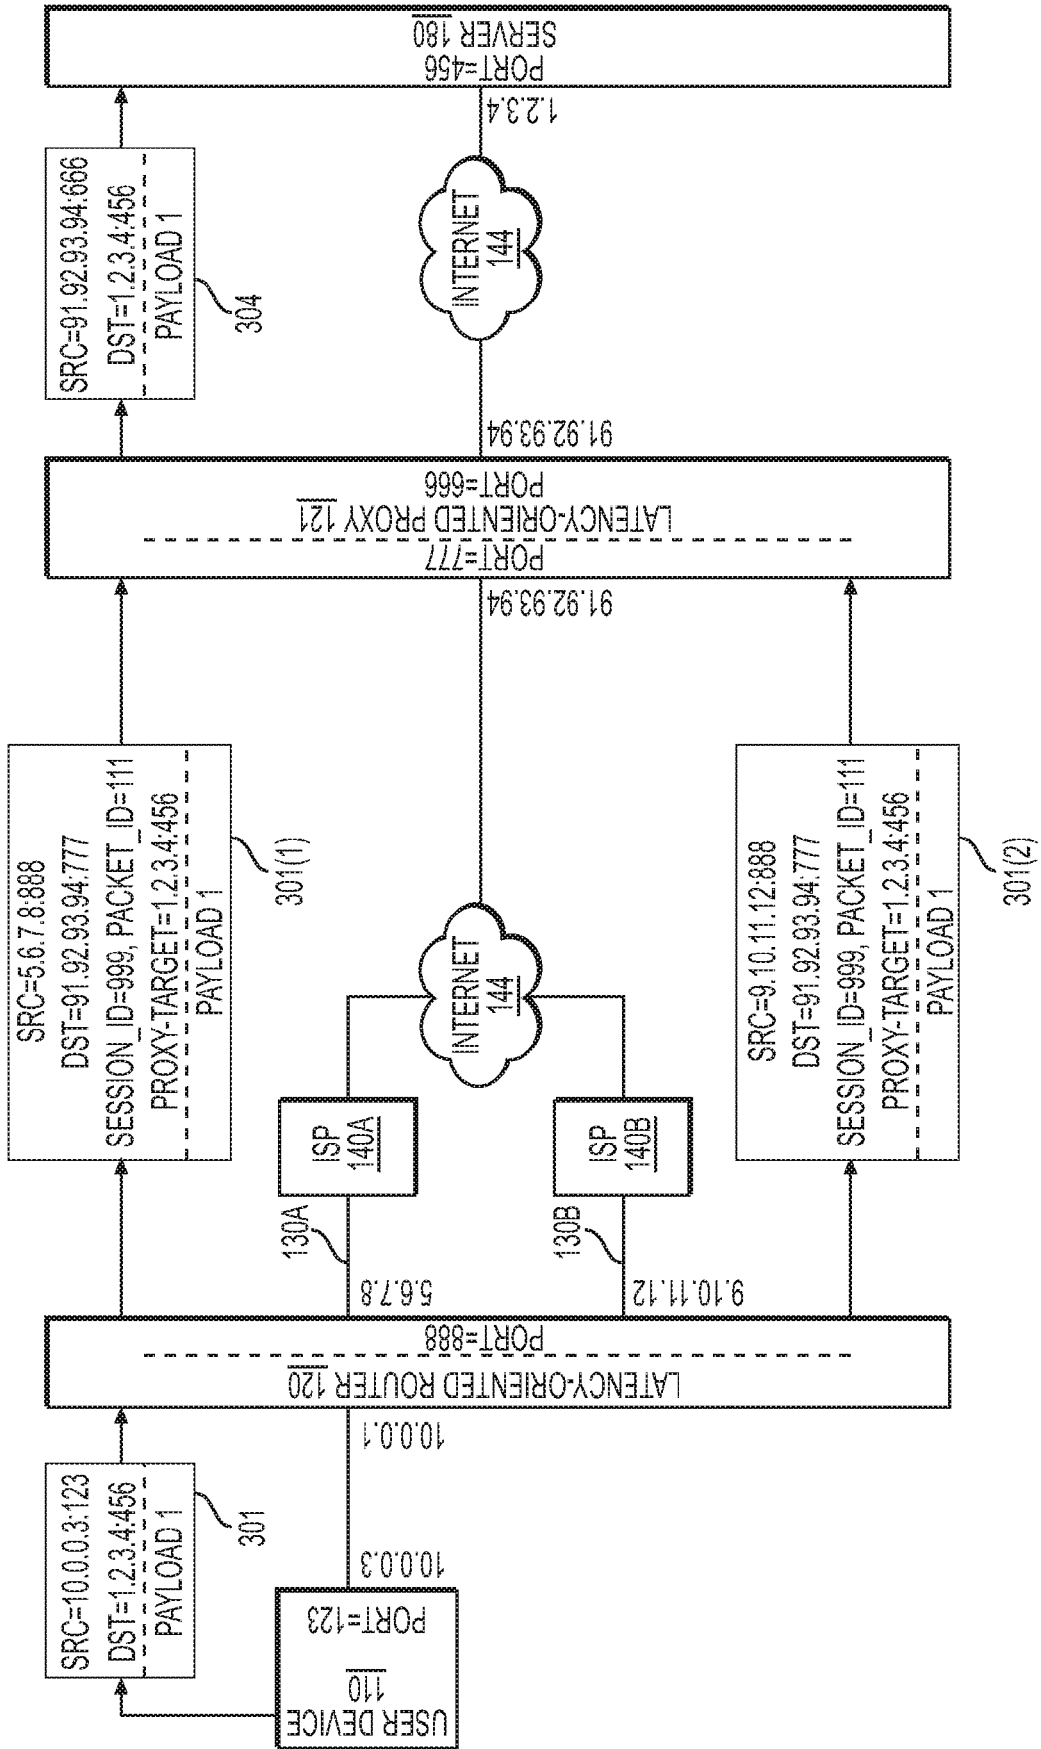 SRC=10.0.0.3:123
DST=1.2.3.4:456
PAYLOAD 1
301
USER DEVICE
110
PORT=123
10.0.0.3
10.0.0.1
LATENCY-ORIENTED ROUTER 120
PORT=888
5.6.7.8
9.10.11.12
130A
130B
ISP
140A
ISP
140B
SRC=5.6.7.8:888
DST=91.92.93.94:777
SESSION_ID=999, PACKET_ID=111
PROXY-TARGET=1.2.3.4:456
PAYLOAD 1
301(1)
INTERNET
144
SRC=9.10.11.12:888
DST=91.92.93.94:777
SESSION_ID=999, PACKET_ID=111
PROXY-TARGET=1.2.3.4:456
PAYLOAD 1
301(2)
91.92.93.94
PORT=777
LATENCY-ORIENTED PROXY 121
PORT=666
91.92.93.94
SRC=91.92.93.94:666
DST=1.2.3.4:456
PAYLOAD 1
304
INTERNET
144
1.2.3.4
PORT=456
SERVER 180